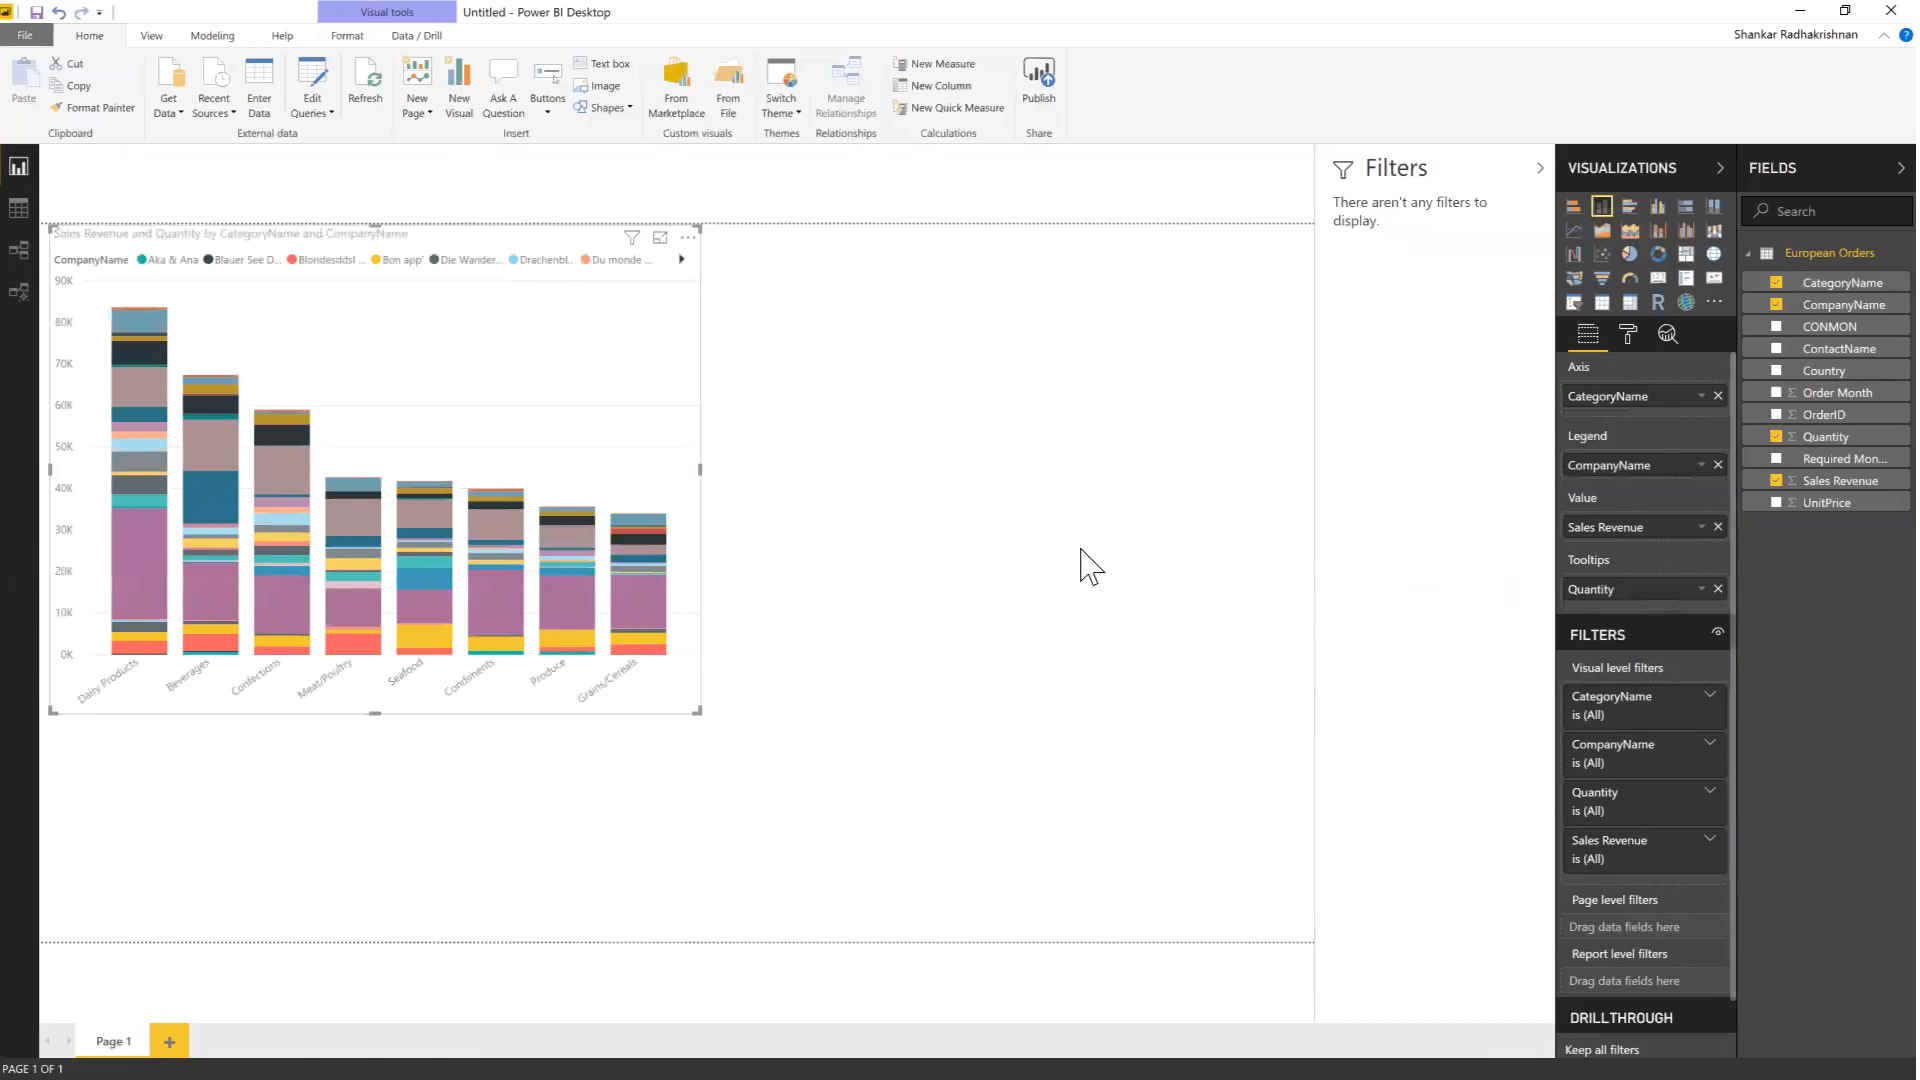 Visual tools
Untitled - Power BI Desktop
File
Home
View
Modeling
Help
Format
Data / Drill
Shankar Radhakrishnan
?
Paste
Cut
Copy
Format Painter
Clipboard
Get
Data
Recent
Sources
Enter
Data
Edit
Queries
Refresh
External data
New
Page
New
Visual
Ask A
Question
Buttons
Text box
Image
Shapes
Insert
From
Marketplace
From
File
Custom visuals
Switch
Theme
Themes
Manage
Relationships
Relationships
New Measure
New Column
New Quick Measure
Calculations
Publish
Share
Sales Revenue and Quantity by CategoryName and CompanyName
CompanyName Aka & Ana Blauer See D... Blondesddsl ... Bon app' Die Wander... Drachenbl... Du monde ...
90K
80K
70K
60K
50K
40K
30K
20K
10K
0K
Dairy Products
Beverages
Confections
Meat/Poultry
Seafood
Condiments
Produce
Grains/Cereals
Filters
There aren't any filters to
display.
VISUALIZATIONS
R
Axis
CategoryName
Legend
CompanyName
Value
Sales Revenue
Tooltips
Quantity
FILTERS
Visual level filters
CategoryName
is (All)
CompanyName
is (All)
Quantity
is (All)
Sales Revenue
is (All)
Page level filters
Drag data fields here
Report level filters
Drag data fields here
DRILLTHROUGH
Keep all filters
FIELDS
Search
European Orders
CategoryName
CompanyName
CONMON
ContactName
Country
Σ Order Month
Σ OrderID
Σ Quantity
Required Mon...
Σ Sales Revenue
Σ UnitPrice
Page 1
PAGE 1 OF 1